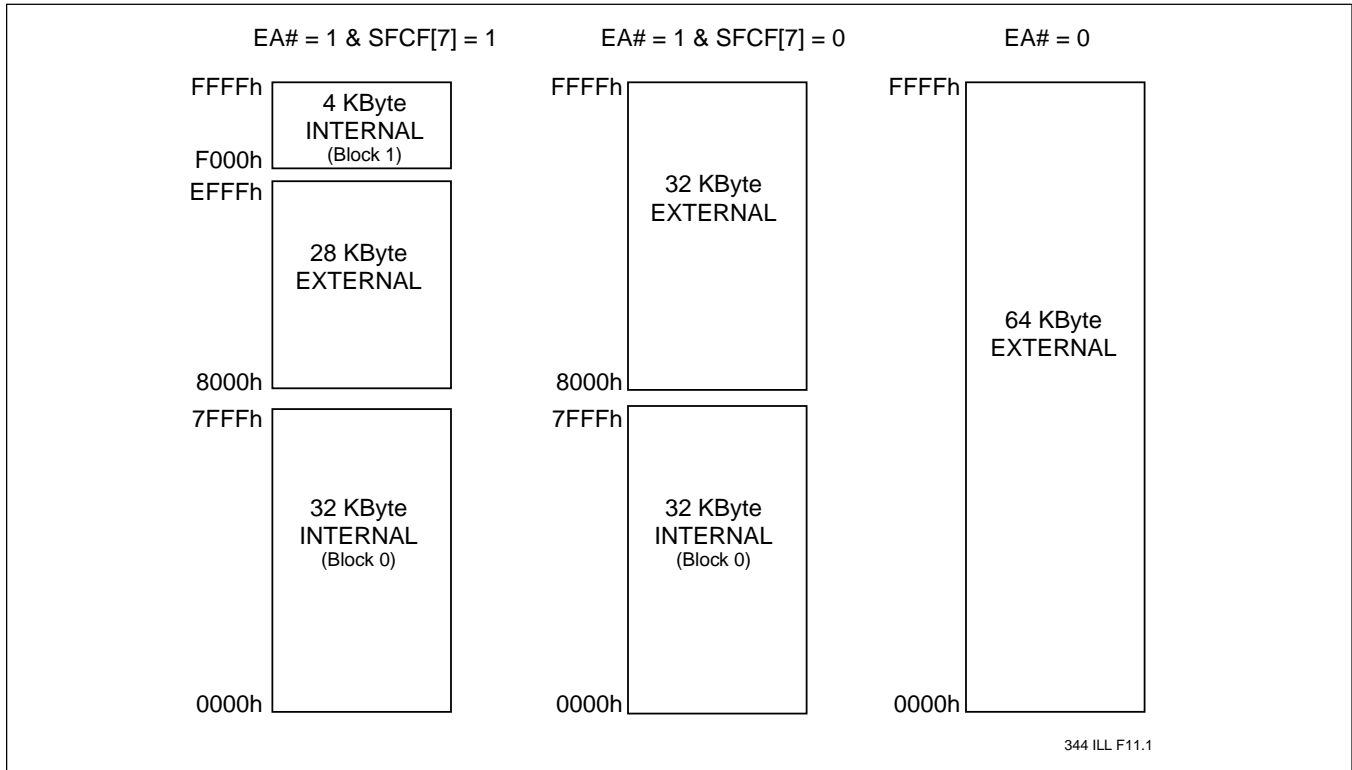 EA# = 1 & SFCF[7] = 1
FFFFh
4 KByte
INTERNAL
(Block 1)
F000h
EFFFh
28 KByte
EXTERNAL
8000h
7FFFh
32 KByte
INTERNAL
(Block 0)
0000h
EA# = 1 & SFCF[7] = 0
FFFFh
32 KByte
EXTERNAL
8000h
7FFFh
32 KByte
INTERNAL
(Block 0)
0000h
EA# = 0
FFFFh
64 KByte
EXTERNAL
0000h
344 ILL F11.1